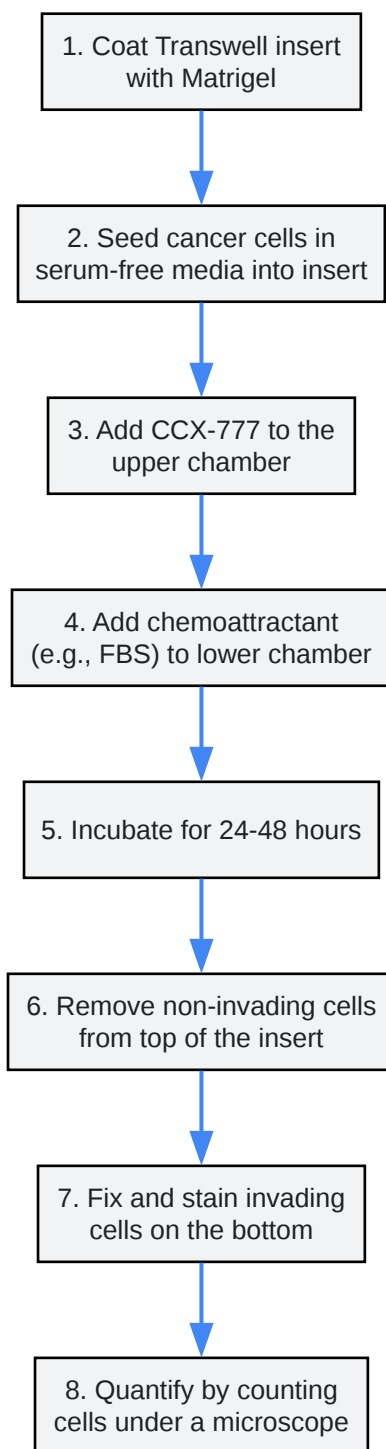 1. Coat Transwell insert
with Matrigel
2. Seed cancer cells in
serum-free media into insert
3. Add CCX-777 to the
upper chamber
4. Add chemoattractant
(e.g., FBS) to lower chamber
5. Incubate for 24-48 hours
6. Remove non-invading cells
from top of the insert
7. Fix and stain invading
cells on the bottom
8. Quantify by counting
cells under a microscope